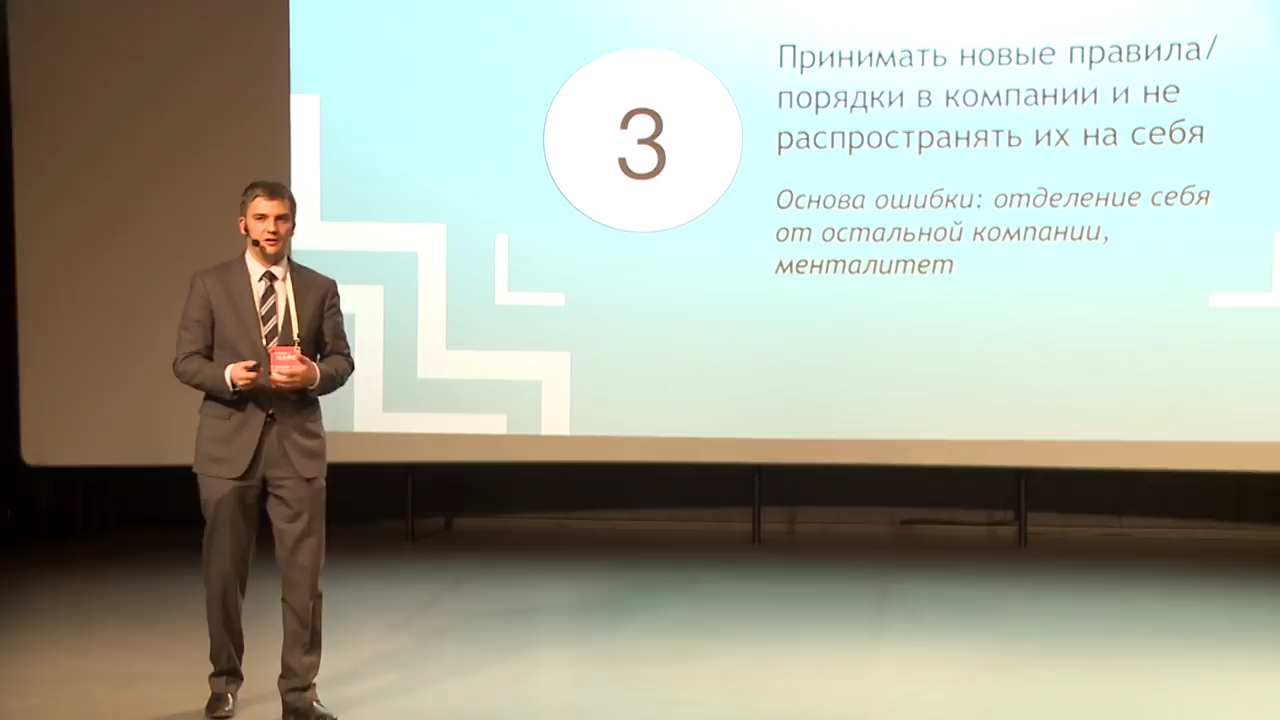 3
Принимать новые правила/
порядки в компании и не
распространять их на себя
Основа ошибки: отделение себя
от остальной компании,
менталитет